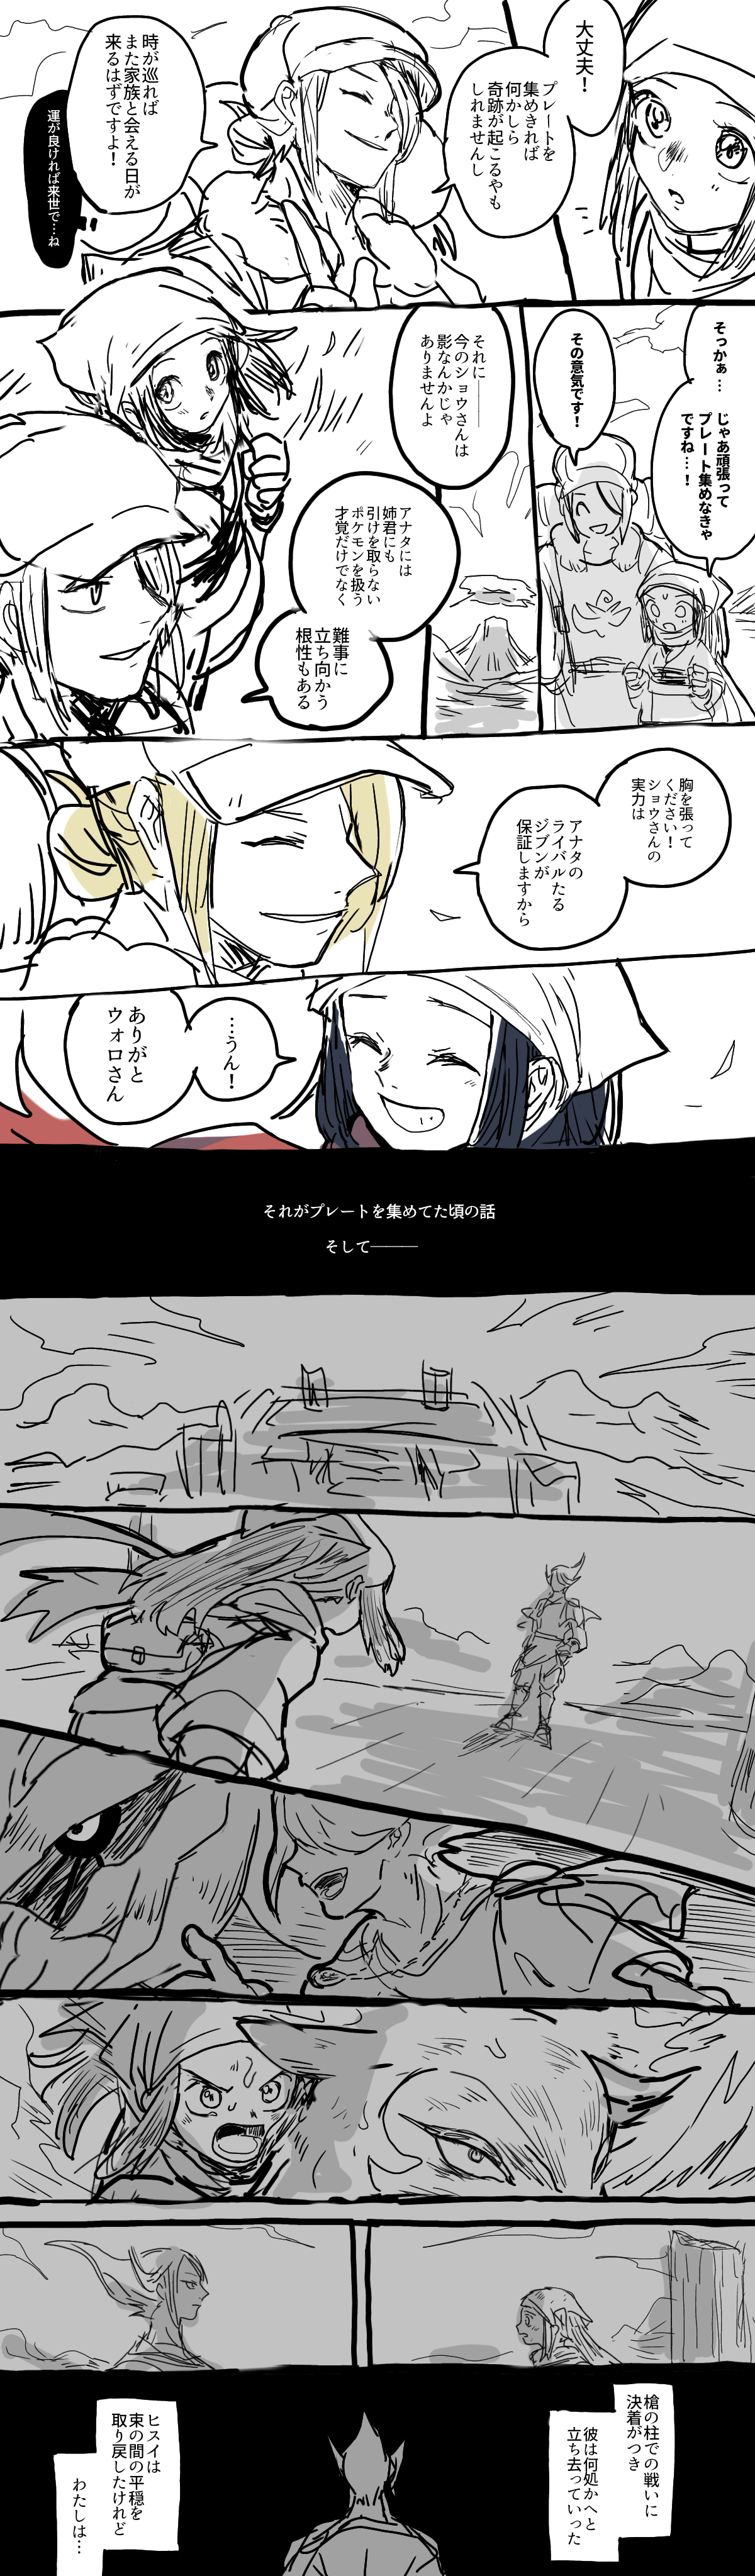 大丈夫!
プレートを
集めきれば
何かしら
奇跡が起こるやも
しれませんし
時が巡れば
また家族と会える日が
来るはずですよ!
運が良ければ来世で…ね
そっかぁ…
じゃあ頑張って
プレート集めなきゃ
ですね…!
その意気です!
それに――
今のショウさんは
影なんかじゃ
ありませんよ
アナタには
姉君にも
引けを取らない
ポケモンを扱う
才覚だけでなく
難事に
立ち向かう
根性もある
胸を張って
ください!
ショウさんの
実力は
アナタの
ライバルたる
ジブンが
保証しますから
…うん!
ありがと
ウォロさん
それがプレートを集めてた頃の話
そして―――
槍の柱での戦いに
決着がつき
彼は何処かへと
立ち去っていった
ヒスイは
束の間の平穏を
取り戻したけれど
わたしは…